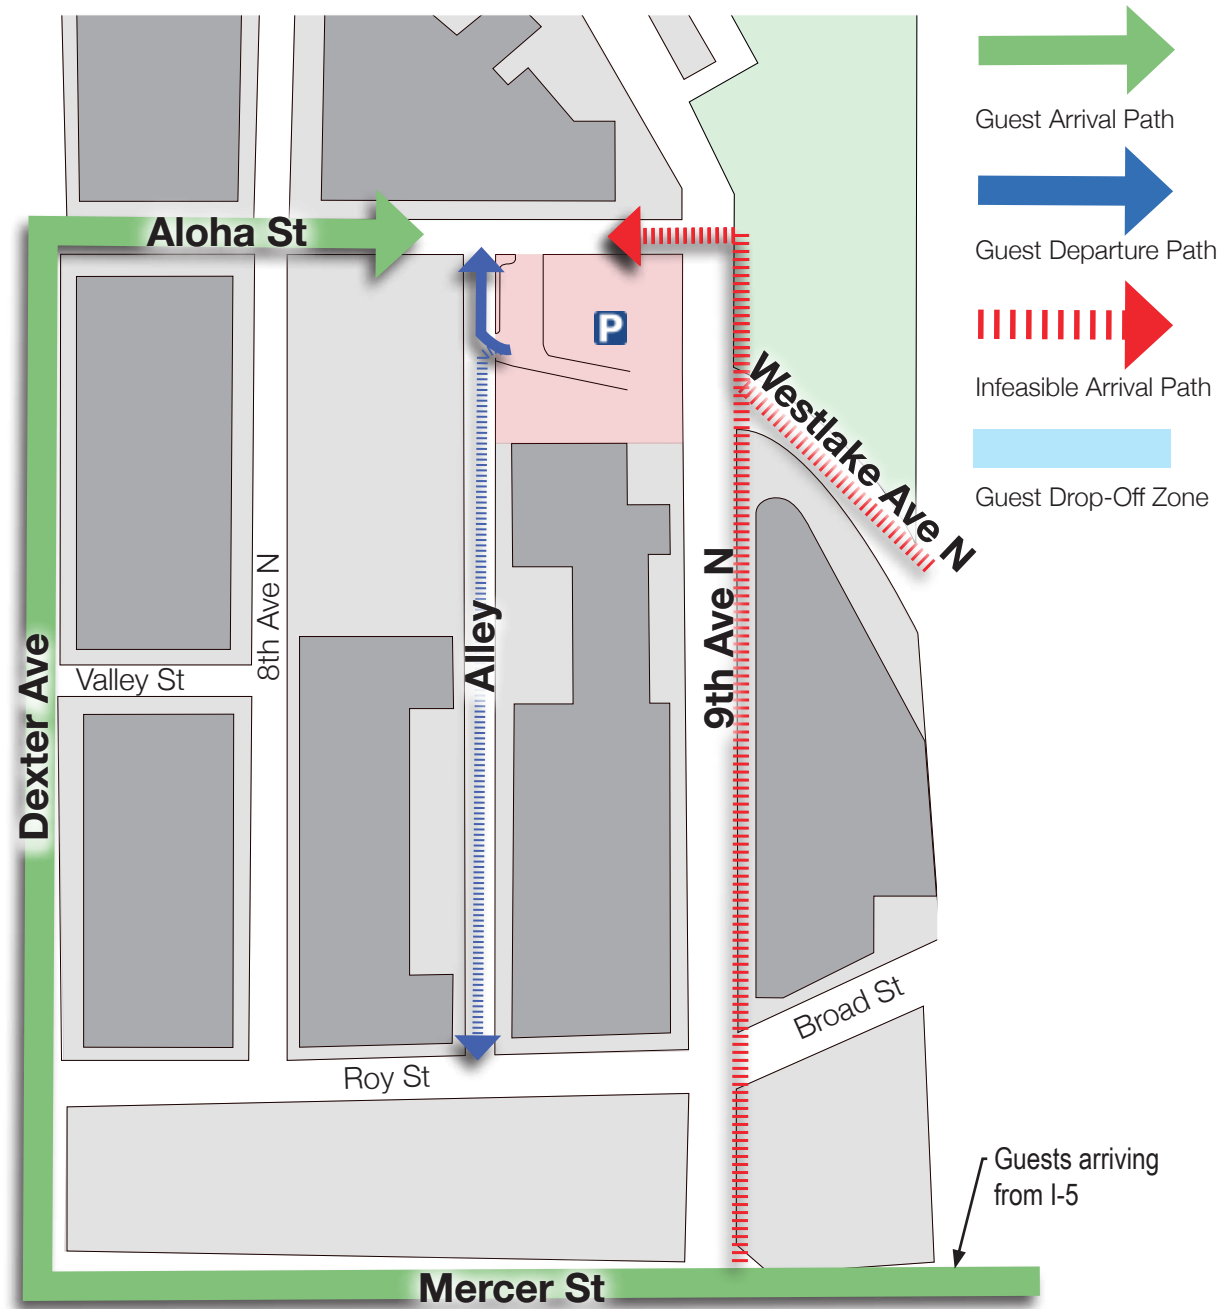 Guest Arrival Path
Aloha St
Guest Departure Path
P
Infeasible Arrival Path
Westlake Ave N
Guest Drop-Off Zone
8th Ave N
9th Ave N
Alley
Dexter Ave
Valley St
Broad St
Roy St
Guests arriving
from I-5
Mercer St